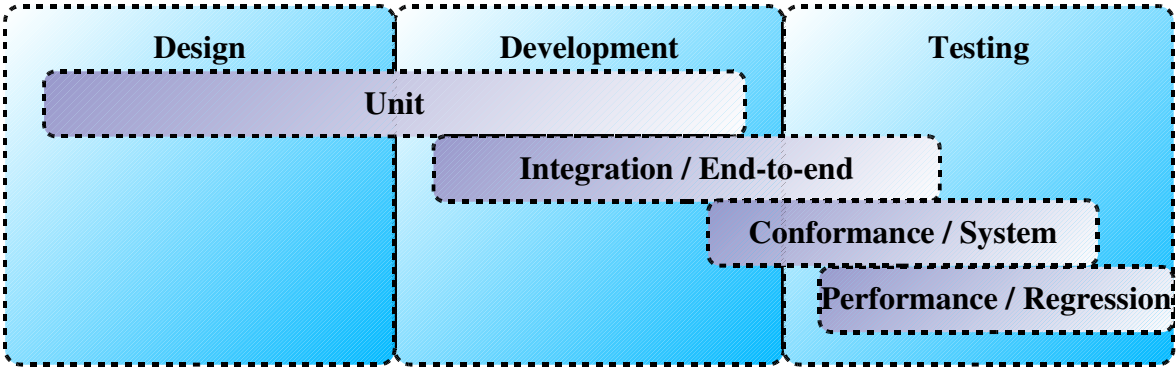 Design
Development
Testing
Unit
Integration / End-to-end
Conformance / System
Performance / Regression